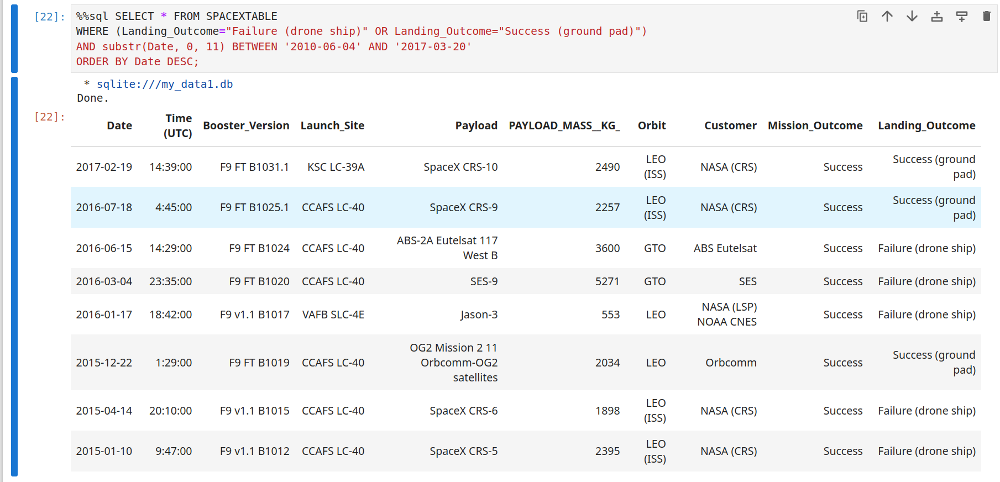 [22]: %%sql SELECT * FROM SPACEXTABLE
WHERE (Landing_Outcome="Failure (drone ship)" OR Landing_Outcome="Success (ground pad)")
AND substr(Date, 0, 11) BETWEEN '2010-06-04' AND '2017-03-20'
ORDER BY Date DESC;
* sqlite:///my_data1.db
Done.
[22]:
Date Time (UTC) Booster_Version Launch_Site Payload PAYLOAD_MASS__KG_ Orbit Customer Mission_Outcome Landing_Outcome
2017-02-19 14:39:00 F9 FT B1031.1 KSC LC-39A SpaceX CRS-10 2490 LEO (ISS) NASA (CRS) Success Success (ground pad)
2016-07-18 4:45:00 F9 FT B1025.1 CCAFS LC-40 SpaceX CRS-9 2257 LEO (ISS) NASA (CRS) Success Success (ground pad)
2016-06-15 14:29:00 F9 FT B1024 CCAFS LC-40 ABS-2A Eutelsat 117 West B 3600 GTO ABS Eutelsat Success Failure (drone ship)
2016-03-04 23:35:00 F9 FT B1020 CCAFS LC-40 SES-9 5271 GTO SES Success Failure (drone ship)
2016-01-17 18:42:00 F9 v1.1 B1017 VAFB SLC-4E Jason-3 553 LEO NASA (LSP) NOAA CNES Success Failure (drone ship)
2015-12-22 1:29:00 F9 FT B1019 CCAFS LC-40 OG2 Mission 2 11 Orbcomm-OG2 satellites 2034 LEO Orbcomm Success Success (ground pad)
2015-04-14 20:10:00 F9 v1.1 B1015 CCAFS LC-40 SpaceX CRS-6 1898 LEO (ISS) NASA (CRS) Success Failure (drone ship)
2015-01-10 9:47:00 F9 v1.1 B1012 CCAFS LC-40 SpaceX CRS-5 2395 LEO (ISS) NASA (CRS) Success Failure (drone ship)